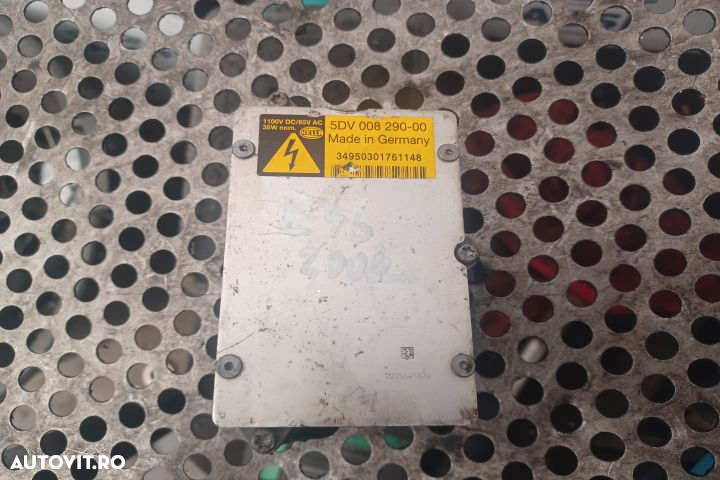 1100V DC/85V AC
35W nom.
HELLA
5DV 008 290-00
Made in Germany
34950301761148
E46
2002
AUTOVIT.RO